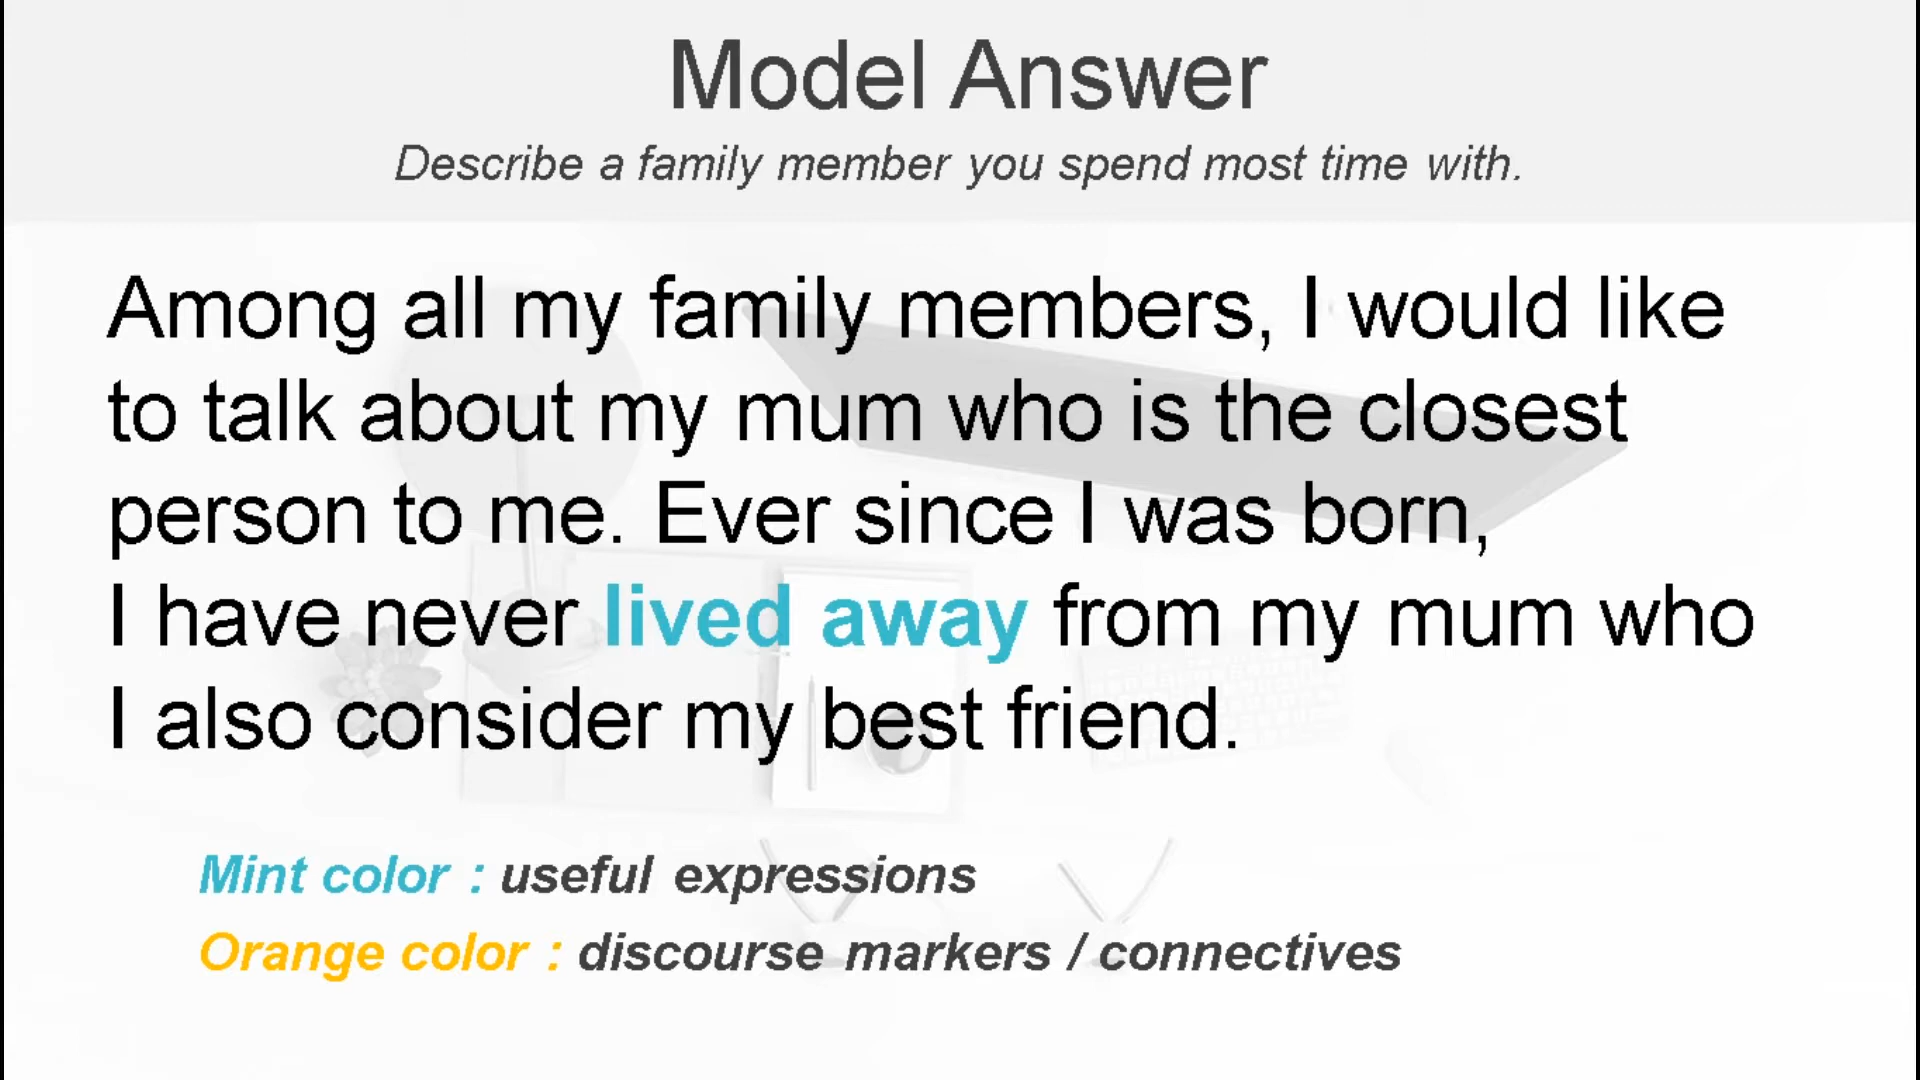 Model Answer
Describe a family member you spend most time with.
Among all my family members, I would like
to talk about my mum who is the closest
person to me. Ever since I was born,
I have never lived away from my mum who
I also consider my best friend.
Mint color : useful expressions
Orange color : discourse markers / connectives